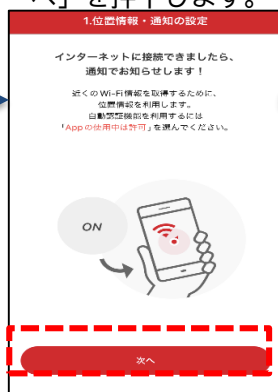 へ」を押下します。
1.位置情報・通知の設定
インターネットに接続できましたら、
通知でお知らせします！
近くのWi-Fi情報を取得するために、
位置情報を利用します。
自動認証機能を利用するには
「Appの使用中は許可」を選んでください。
ON
次へ